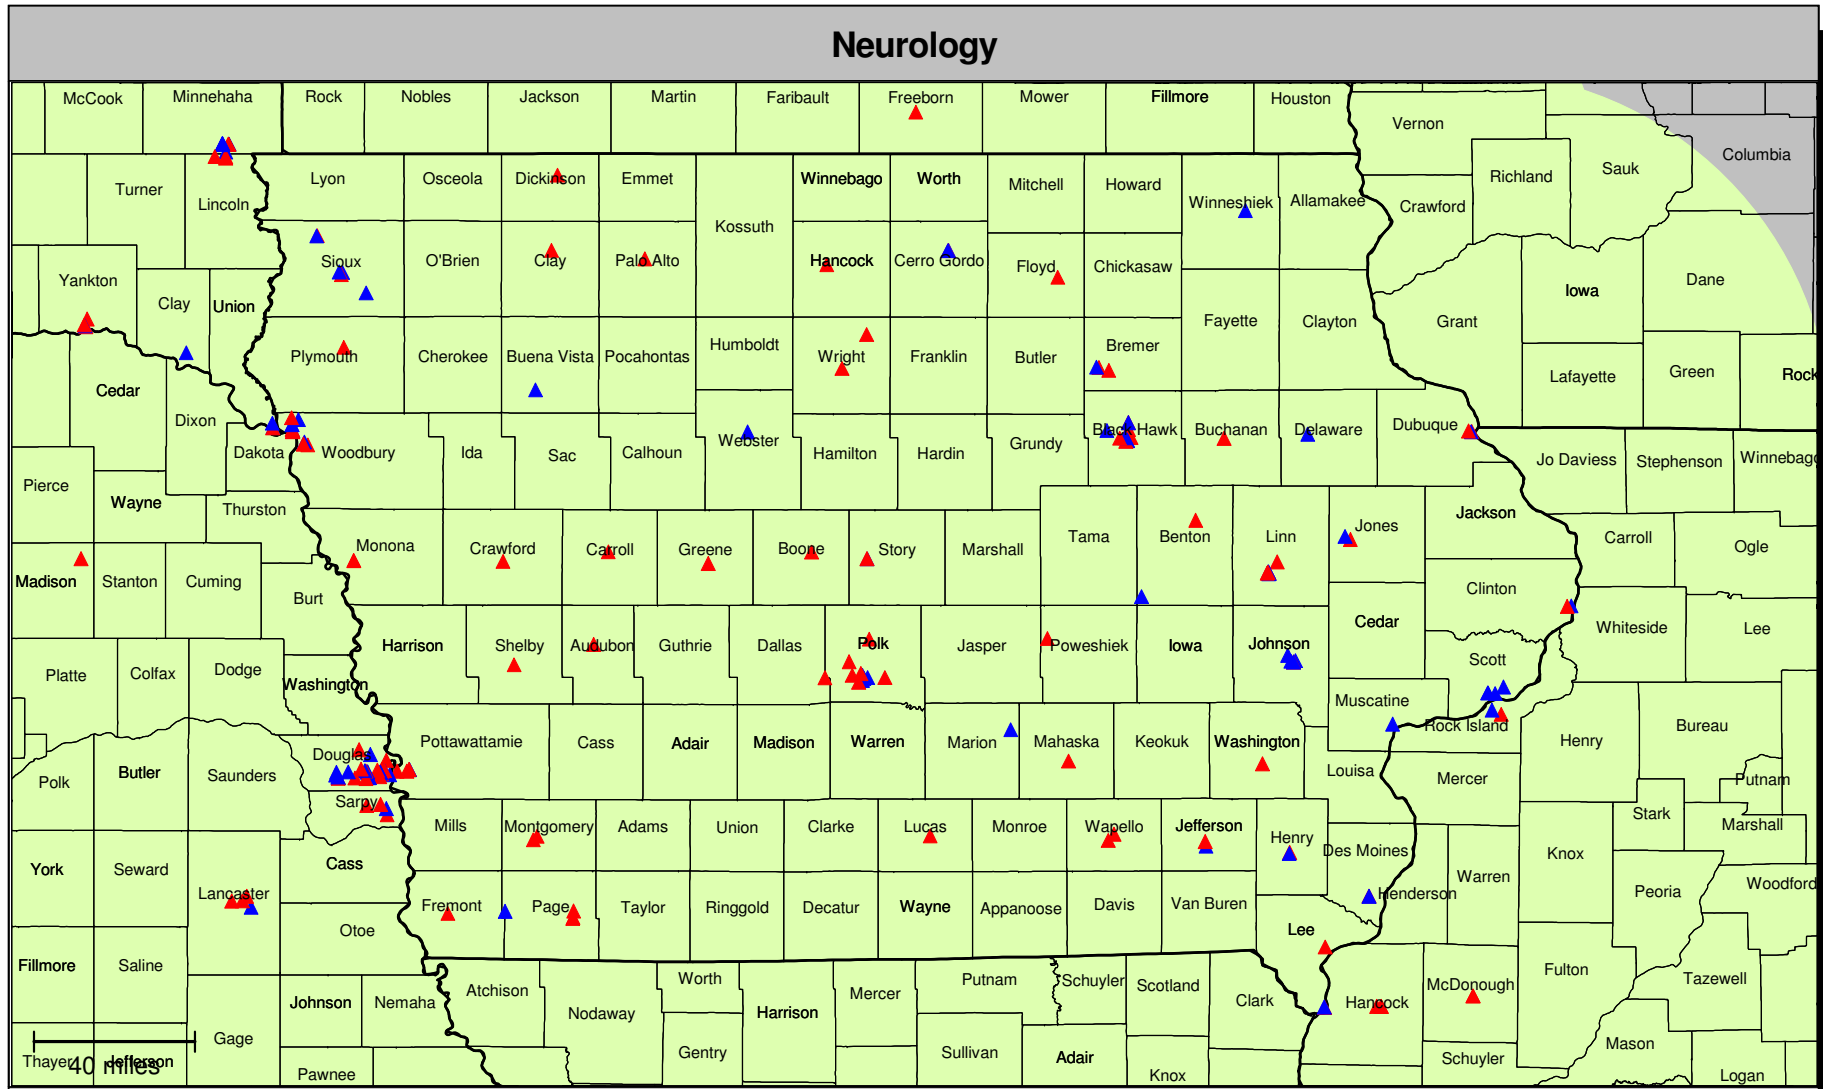 Neurology
McCook Minnehaha Rock Nobles Jackson Martin Faribault Freeborn Mower Fillmore Houston
Vernon
Columbia
Turner Lincoln Lyon Osceola Dickinson Emmet Winnebago Worth Mitchell Howard Winneshiek Allamakee Crawford Richland Sauk
Kossuth
Yankton Clay Union Sioux O'Brien Clay Palo Alto Hancock Cerro Gordo Floyd Chickasaw Iowa Dane
Fayette Clayton Grant
Plymouth Cherokee Buena Vista Pocahontas Humboldt Wright Franklin Butler Bremer
Lafayette Green Rock
Cedar Dixon Dakota Woodbury Ida Sac Calhoun Webster Hamilton Hardin Grundy Black Hawk Buchanan Delaware Dubuque
Jo Daviess Stephenson Winnebago
Pierce Wayne Thurston
Monona Crawford Carroll Greene Boone Story Marshall Tama Benton Linn Jones Jackson
Carroll Ogle
Madison Stanton Cuming Burt
Clinton
Harrison Shelby Audubon Guthrie Dallas Polk Jasper Poweshiek Iowa Johnson Cedar
Whiteside Lee
Scott
Platte Colfax Dodge Washington
Muscatine
Rock Island
Henry Bureau
Pottawattamie Cass Adair Madison Warren Marion Mahaska Keokuk Washington
Douglas
Polk Butler Saunders
Louisa Mercer
Putnam
Sarpy
Mills Montgomery Adams Union Clarke Lucas Monroe Wapello Jefferson Henry
Stark Marshall
Des Moines Knox
York Seward Cass
Warren
Woodford
Lancaster Peoria
Henderson
Fremont Page Taylor Ringgold Decatur Wayne Appanoose Davis Van Buren
Otoe Lee
Fillmore Saline
Atchison Worth Putnam Schuyler Scotland
Mercer
Fulton Tazewell
McDonough
Johnson Nemaha Nodaway Harrison Clark Hancock
Gage Gentry Sullivan Adair
Mason
Schuyler
Thayer Jefferson
40 miles
Pawnee Knox Logan